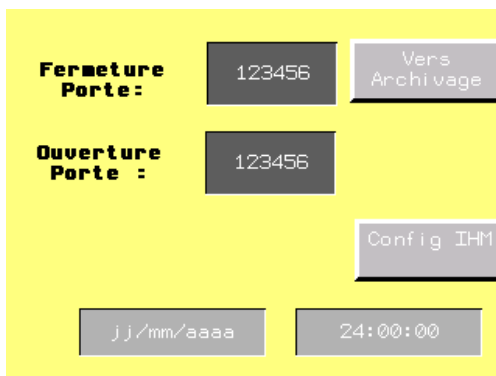 Fermeture
Porte:
123456
Vers
Archivage
Ouverture
Porte :
123456
Config IHM
jj/mm/aaaa
24:00:00